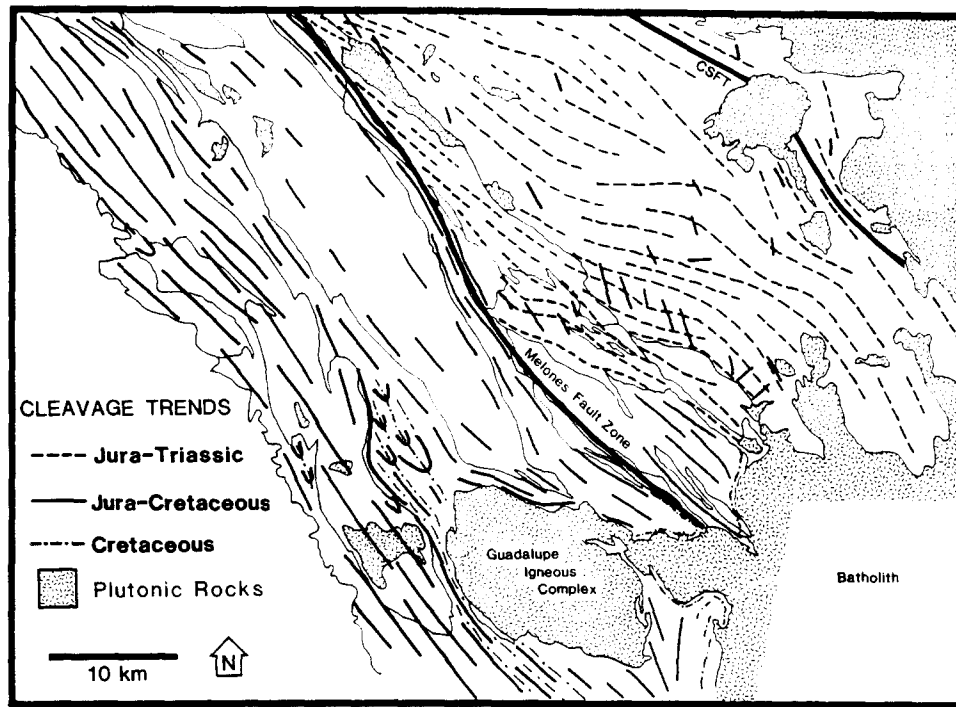 CSFT
Melones Fault Zone
CLEAVAGE TRENDS
Jura-Triassic
Jura-Cretaceous
Cretaceous
Plutonic Rocks
10 km
N
Guadalupe
Igneous
Complex
Batholith